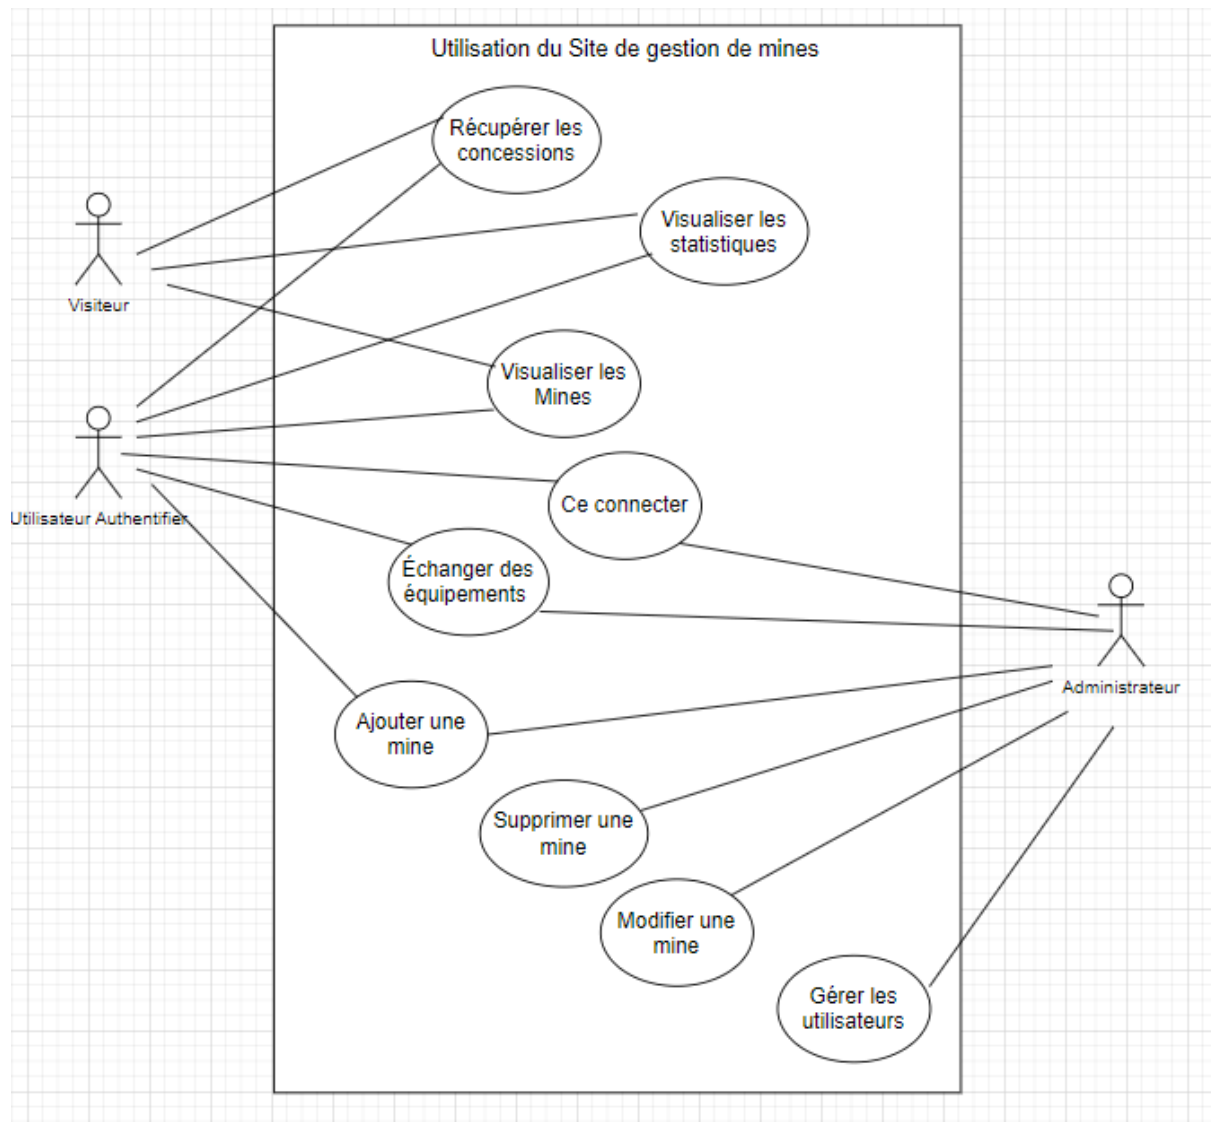 Utilisation du Site de gestion de mines
Récupérer les
concessions
Visualiser les
statistiques
Visiteur
Visualiser les
Mines
Ce connecter
Utilisateur Authentifier
Échanger des
équipements
Administrateur
Ajouter une
mine
Supprimer une
mine
Modifier une
mine
Gérer les
utilisateurs